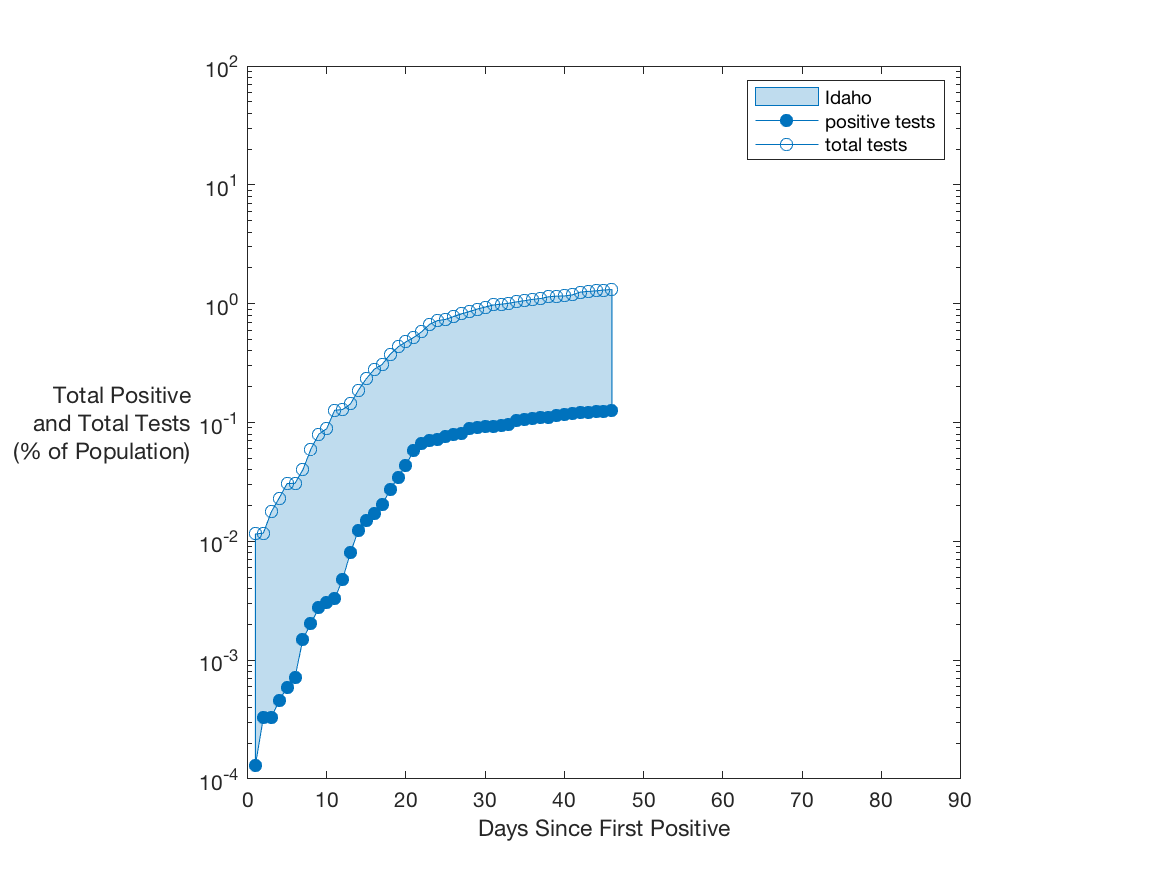 10^2
10^1
10^0
10^-1
10^-2
10^-3
10^-4
Total Positive
and Total Tests
(% of Population)
Idaho
positive tests
total tests
0 10 20 30 40 50 60 70 80 90
Days Since First Positive